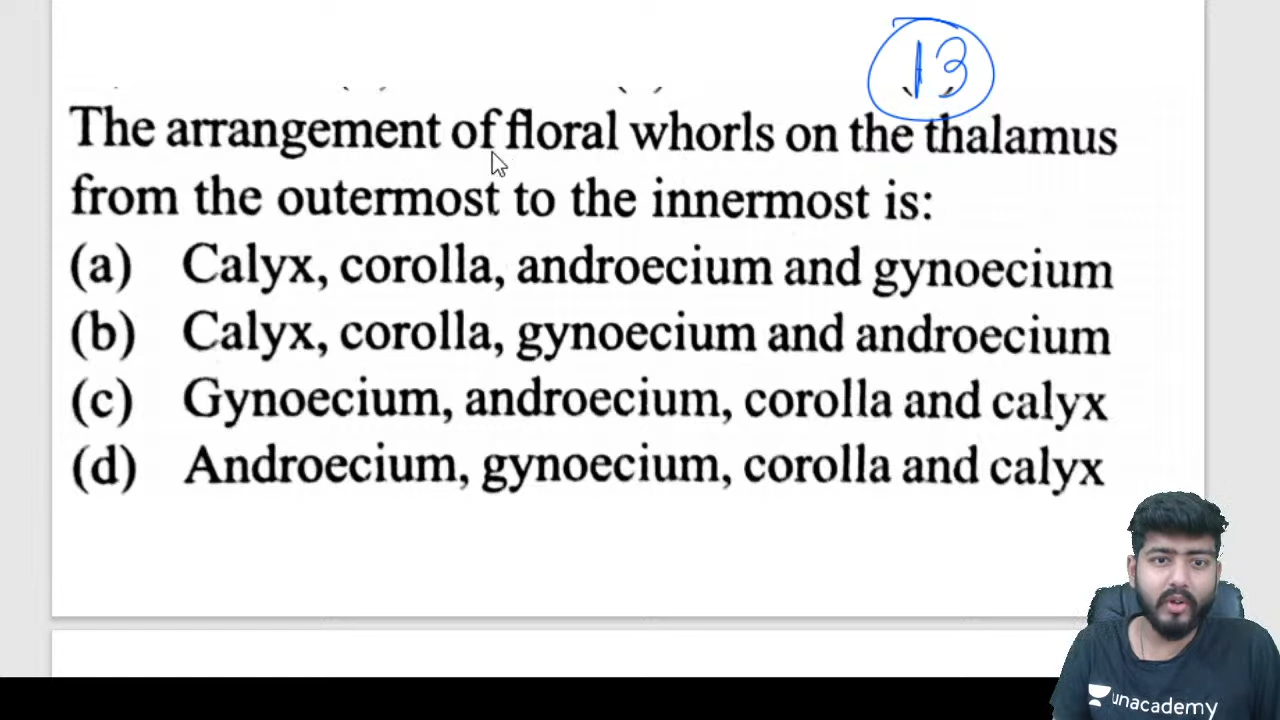 13
The arrangement of floral whorls on the thalamus
from the outermost to the innermost is:
(a) Calyx, corolla, androecium and gynoecium
(b) Calyx, corolla, gynoecium and androecium
(c) Gynoecium, androecium, corolla and calyx
(d) Androecium, gynoecium, corolla and calyx
unacademy